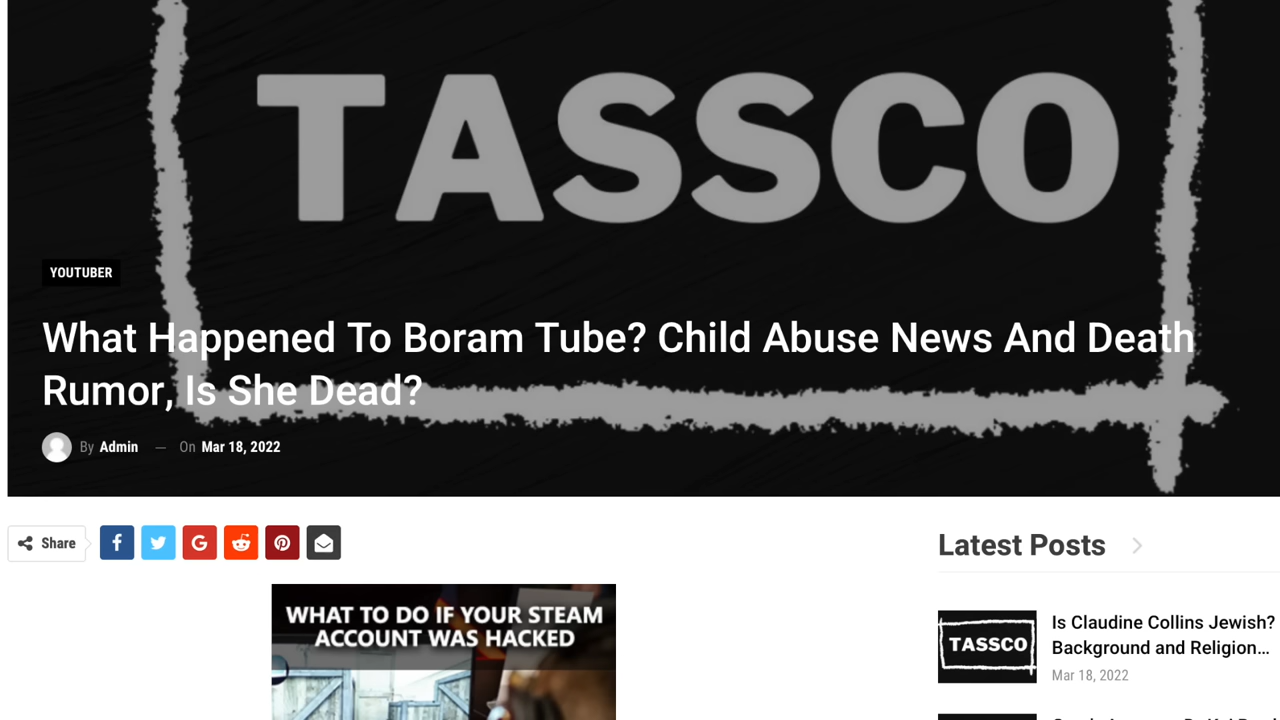 TASSCO
YOUTUBER
What Happened To Boram Tube? Child Abuse News And Death
Rumor, Is She Dead?
By Admin — On Mar 18, 2022
Share
Latest Posts
WHAT TO DO IF YOUR STEAM
ACCOUNT WAS HACKED
TASSCO
Is Claudine Collins Jewish?
Background and Religion...
Mar 18, 2022